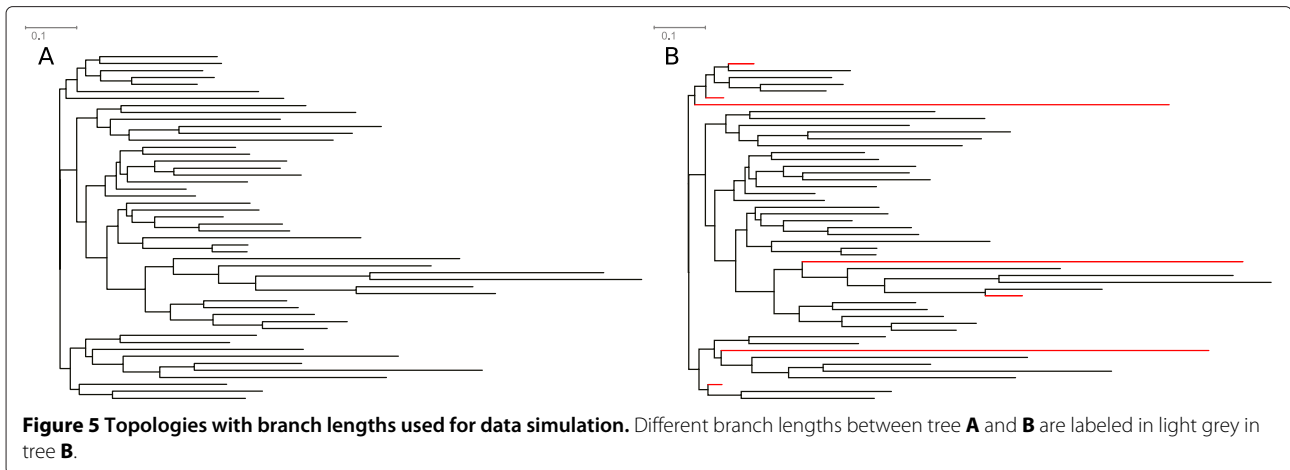 0.1
A
0.1
B
Figure 5 Topologies with branch lengths used for data simulation. Different branch lengths between tree A and B are labeled in light grey in
tree B.